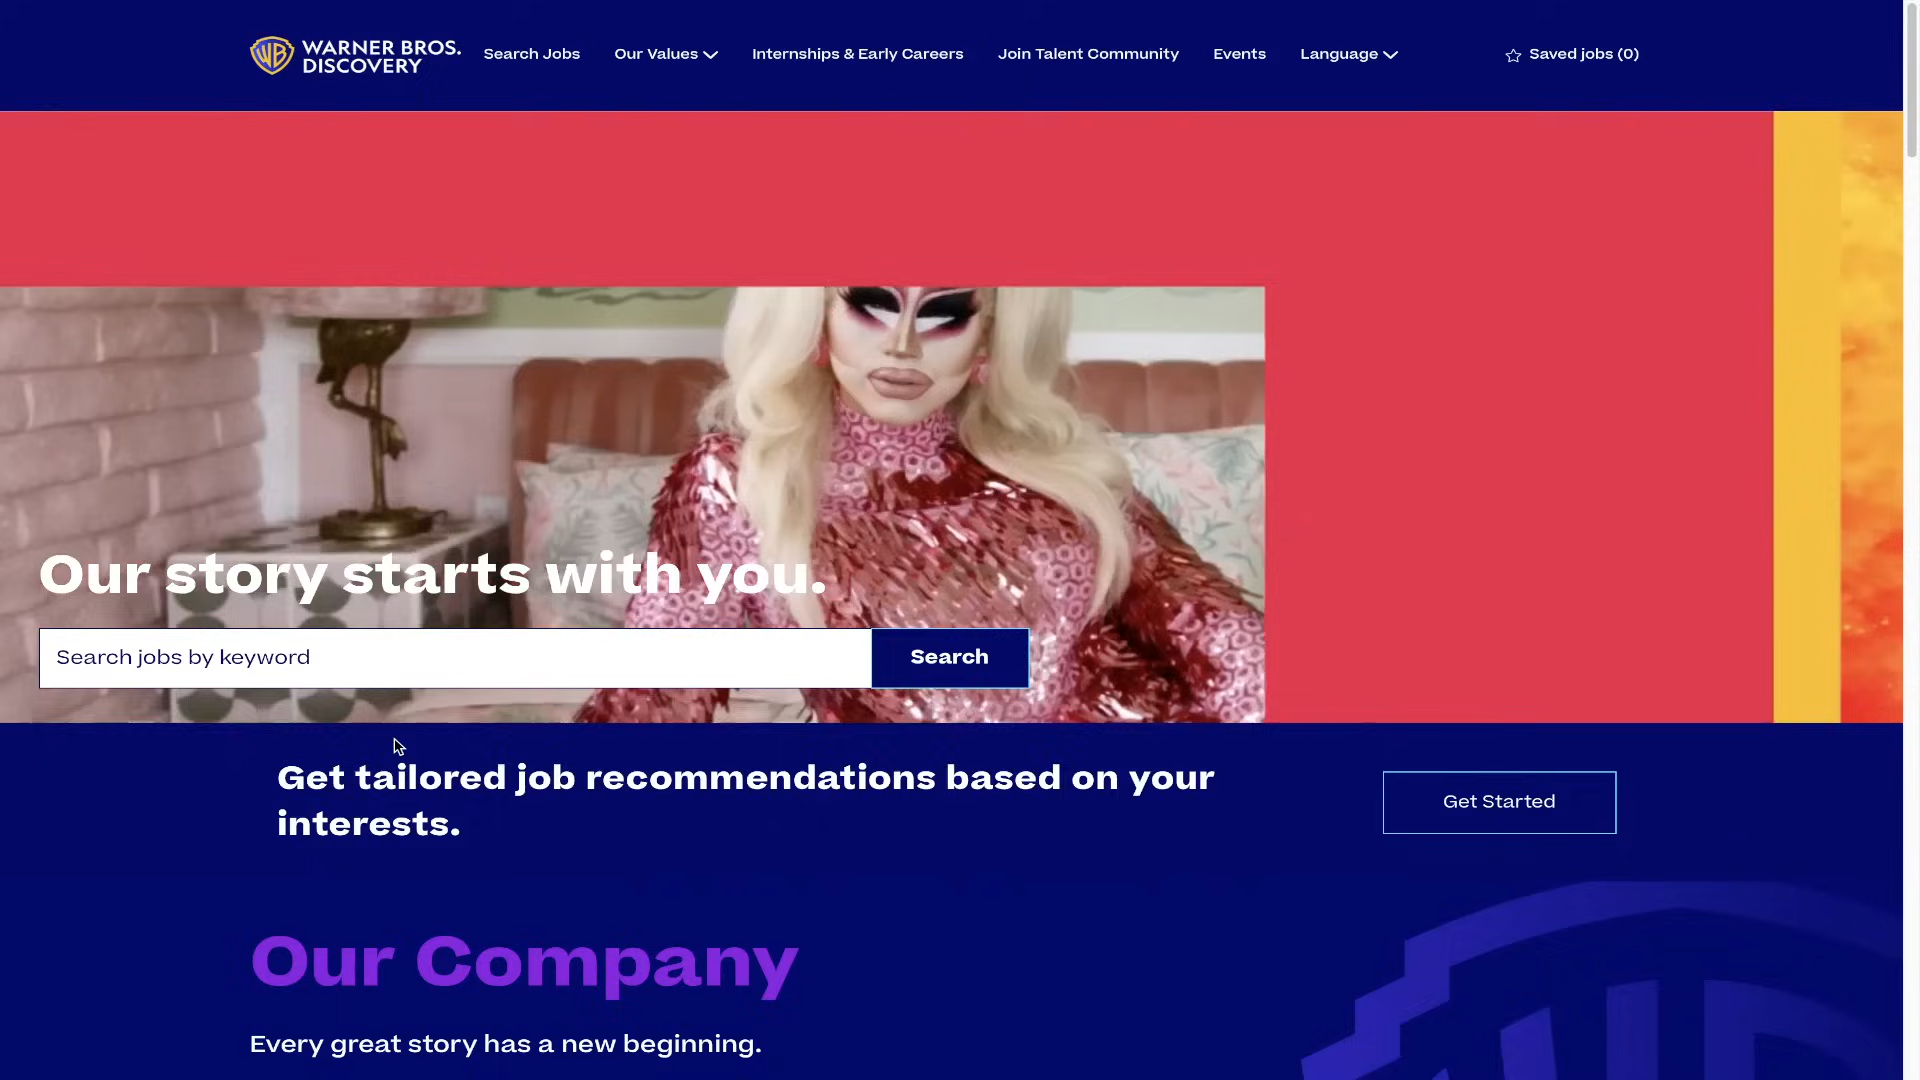 WARNER BROS.
DISCOVERY
Search Jobs
Our Values
Internships & Early Careers
Join Talent Community
Events
Language
Saved jobs (0)
Our story starts with you.
Search jobs by keyword
Search
Get tailored job recommendations based on your
interests.
Get Started
Our Company
Every great story has a new beginning.